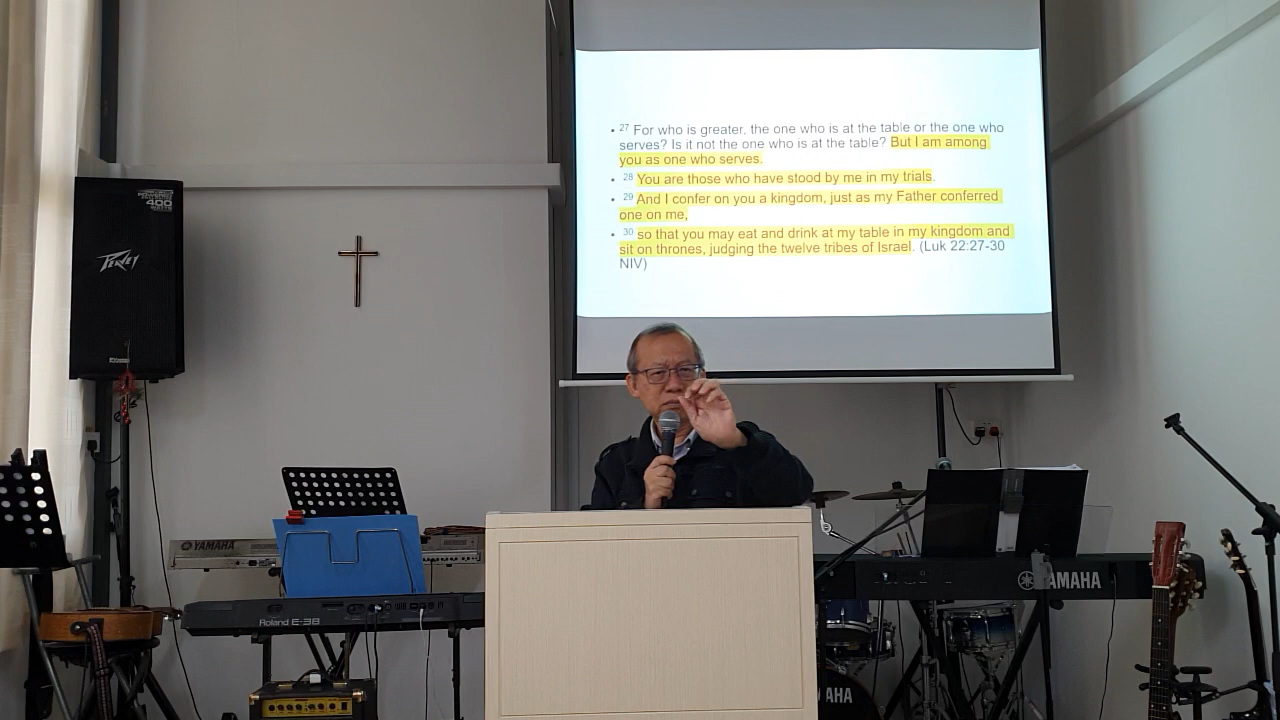 • 27 For who is greater, the one who is at the table or the one who
serves? Is it not the one who is at the table? But I am among
you as one who serves.
• 28 You are those who have stood by me in my trials.
• 29 And I confer on you a kingdom, just as my Father conferred
one on me,
• 30 so that you may eat and drink at my table in my kingdom and
sit on thrones, judging the twelve tribes of Israel. (Luk 22:27-30
NIV)
POWERED
400
WATTS
PEAVEY
YAMAHA
Roland E-38
YAMAHA
AHA